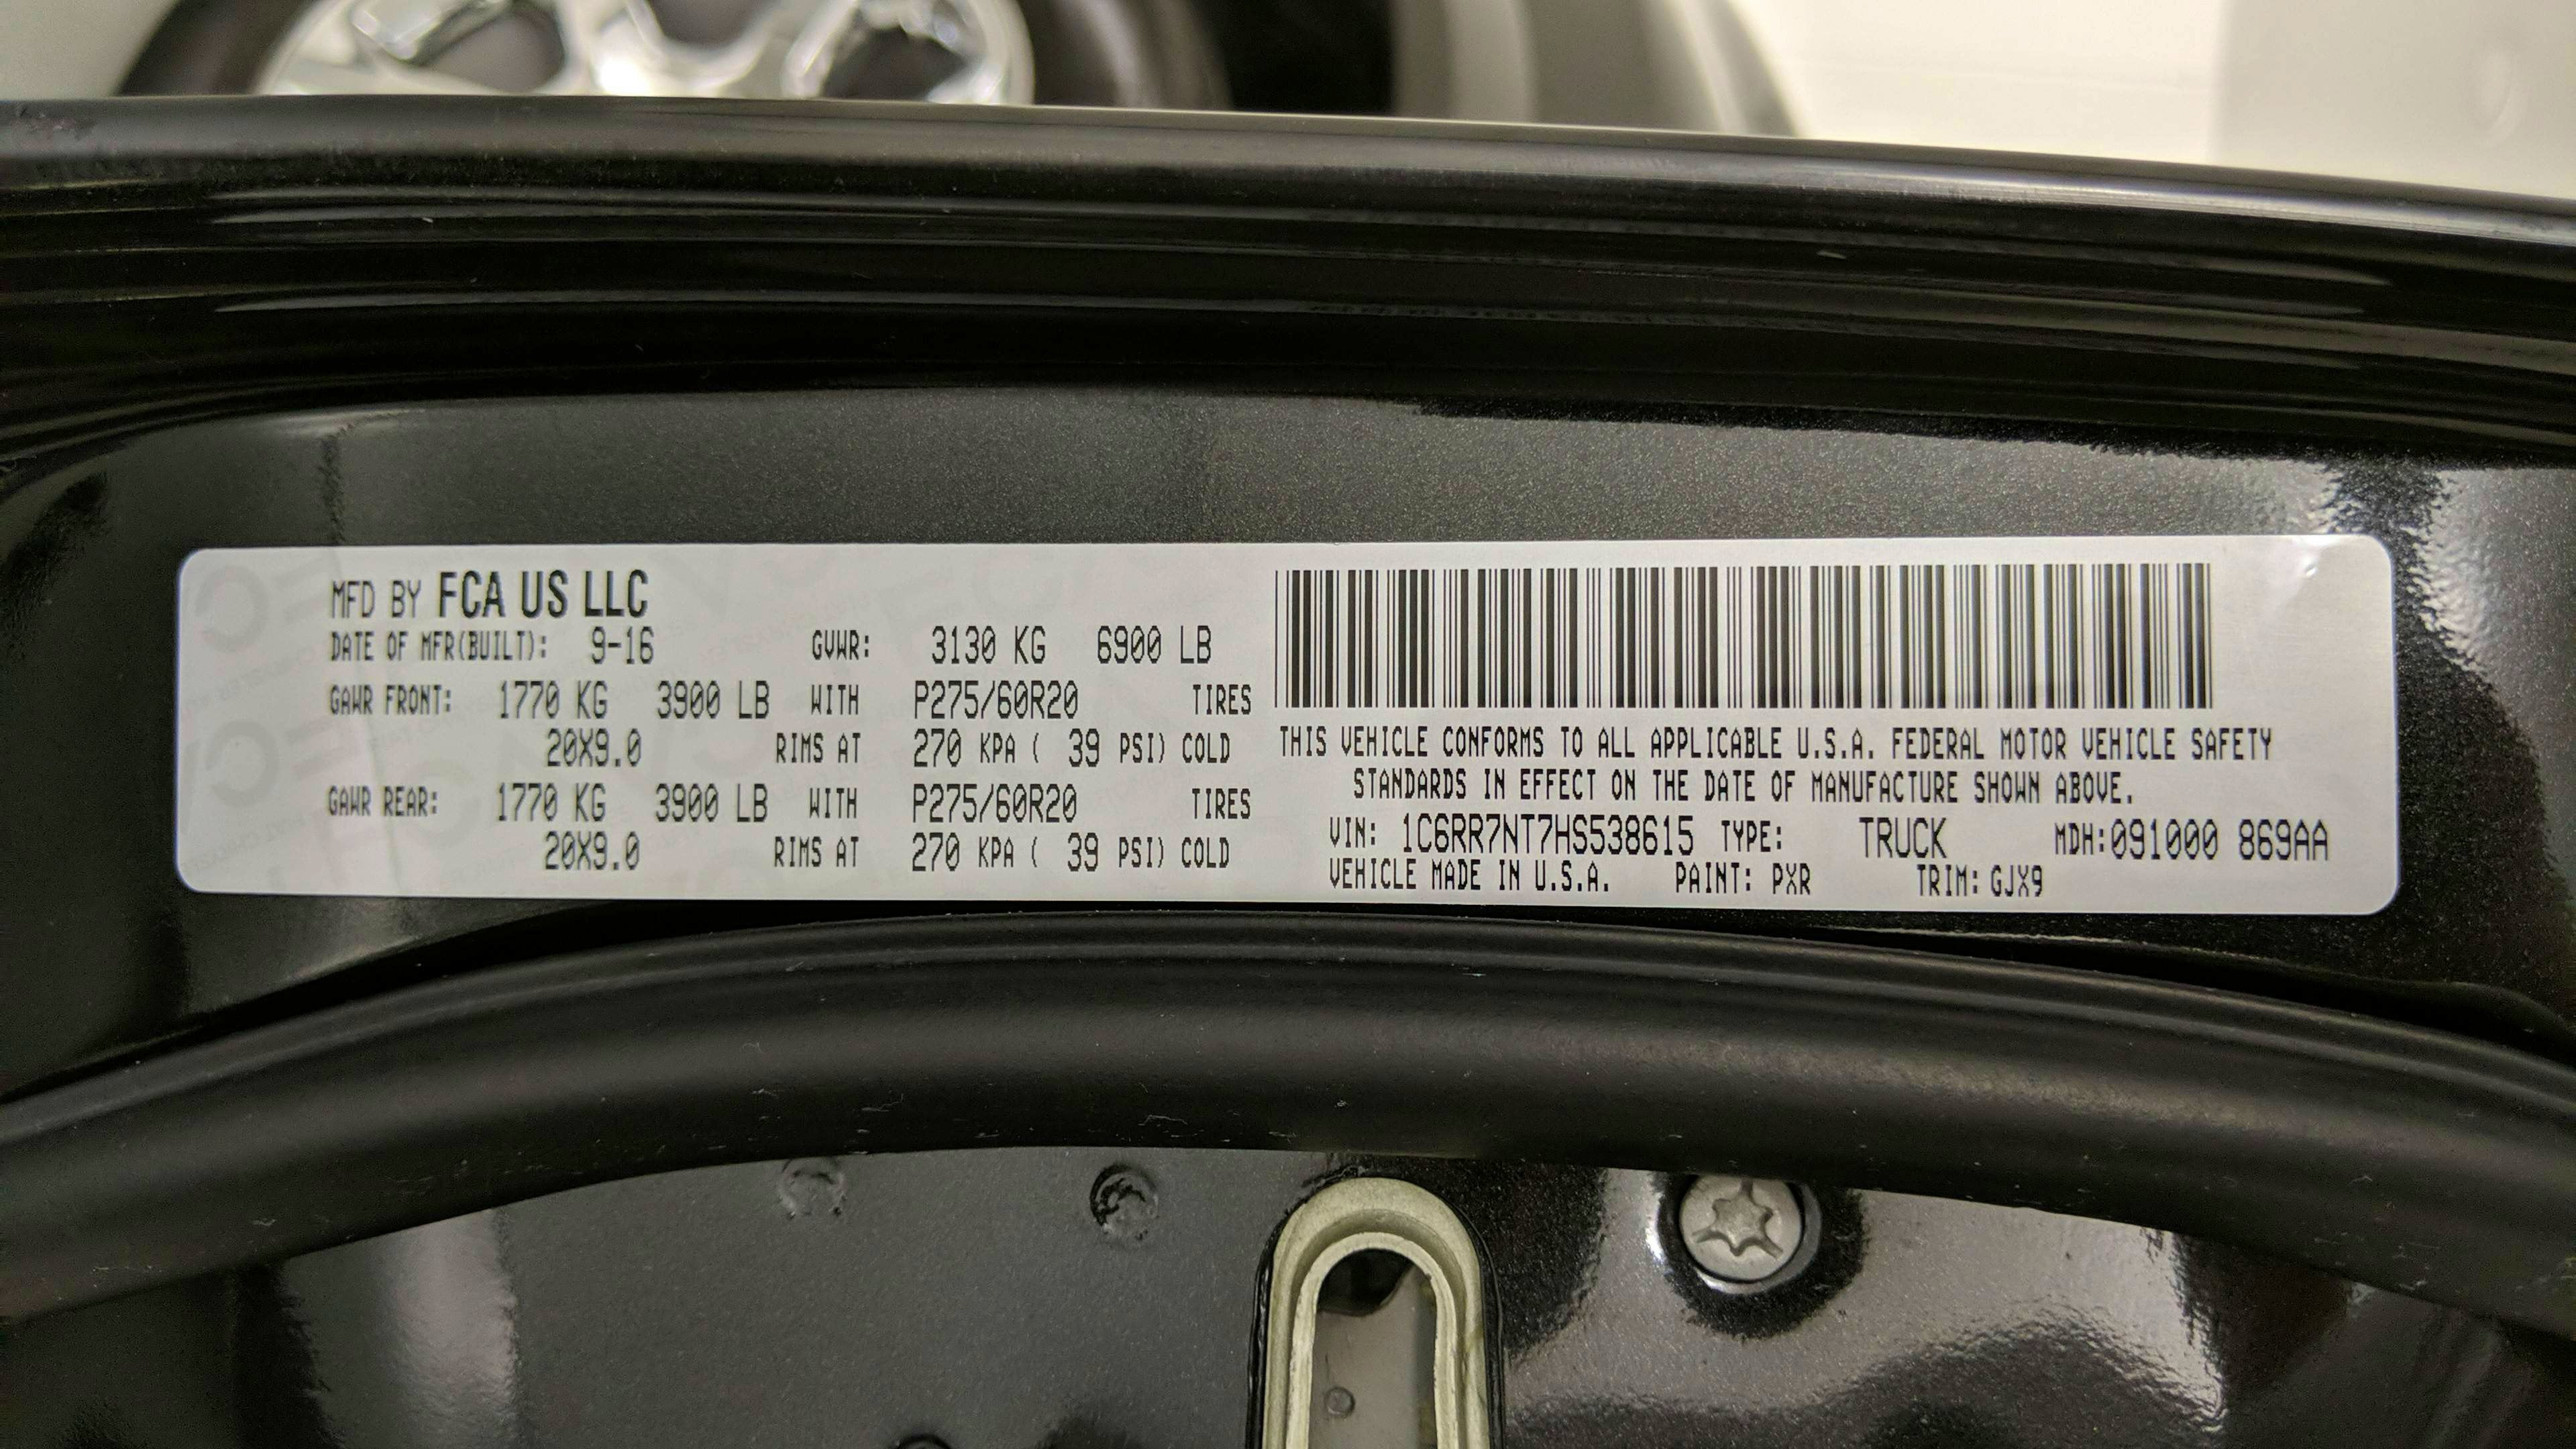 MFD BY FCA US LLC
DATE OF MFR(BUILT): 9-16 GVWR: 3130 KG 6900 LB
GAWR FRONT: 1770 KG 3900 LB WITH P275/60R20 TIRES
20X9.0 RIMS AT 270 KPA ( 39 PSI) COLD
GAWR REAR: 1770 KG 3900 LB WITH P275/60R20 TIRES
20X9.0 RIMS AT 270 KPA ( 39 PSI) COLD
THIS VEHICLE CONFORMS TO ALL APPLICABLE U.S.A. FEDERAL MOTOR VEHICLE SAFETY
STANDARDS IN EFFECT ON THE DATE OF MANUFACTURE SHOWN ABOVE.
VIN: 1C6RR7NT7HS538615 TYPE: TRUCK MDH:091000 869AA
VEHICLE MADE IN U.S.A. PAINT: PXR TRIM: GJX9